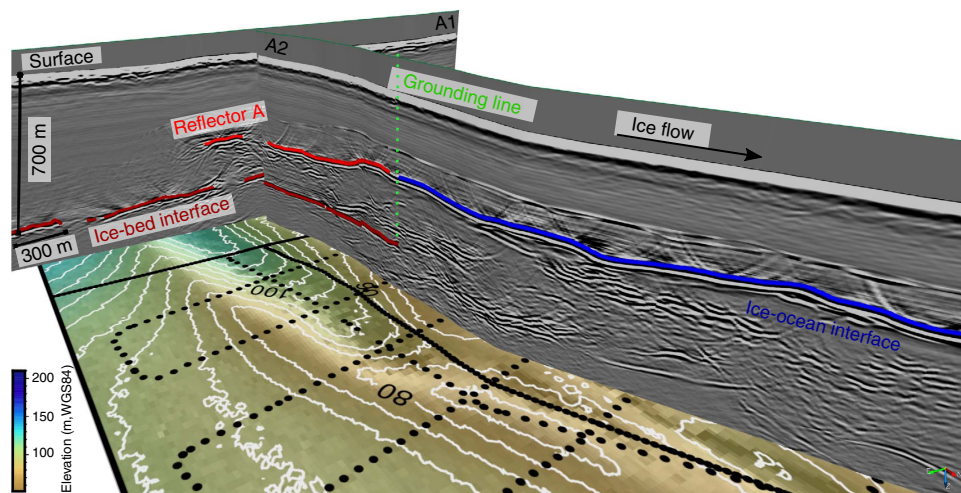 A1
A2
Surface
Grounding line
Reflector A
Ice flow
700 m
Ice-bed interface
300 m
Ice-ocean interface
100
80
80
Elevation (m,WGS84)
200
150
100